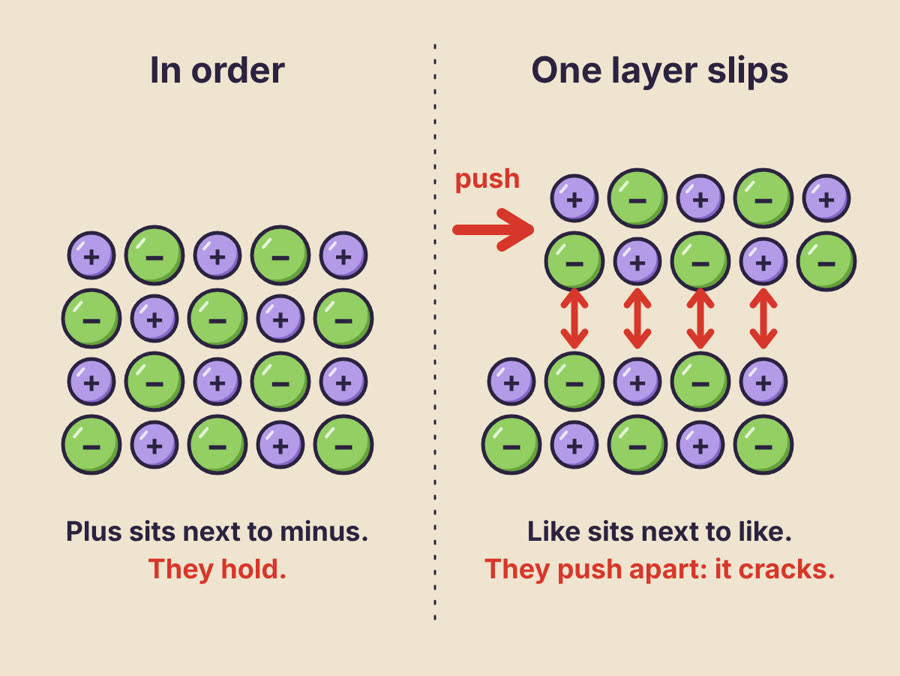 In order
One layer slips
push
+ − + − +
− + − + −
+ − + − +
− + − + −
+ − + − +
− + − + −
+ − + − +
− + − + −
Plus sits next to minus.
They hold.
Like sits next to like.
They push apart: it cracks.